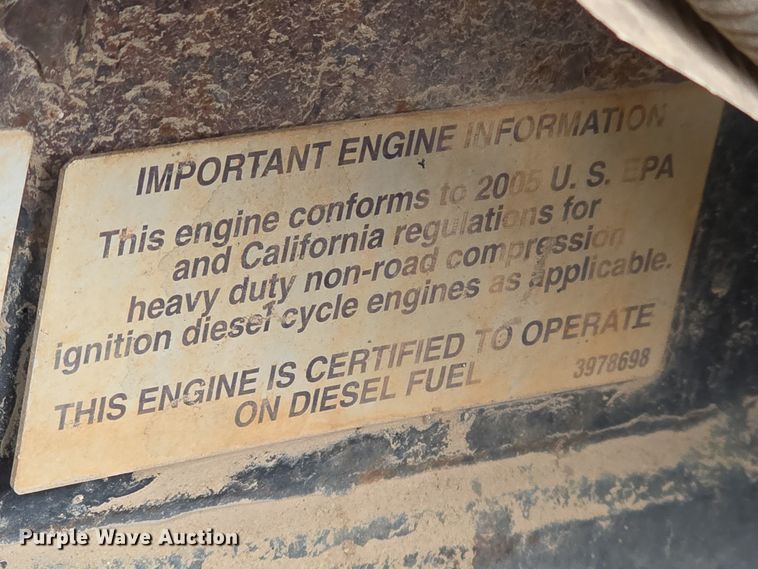 IMPORTANT ENGINE INFORMATION
This engine conforms to 2005 U. S. EPA
and California regulations for
heavy duty non-road compression
ignition diesel cycle engines as applicable.
THIS ENGINE IS CERTIFIED TO OPERATE
ON DIESEL FUEL
3978698
Purple Wave Auction